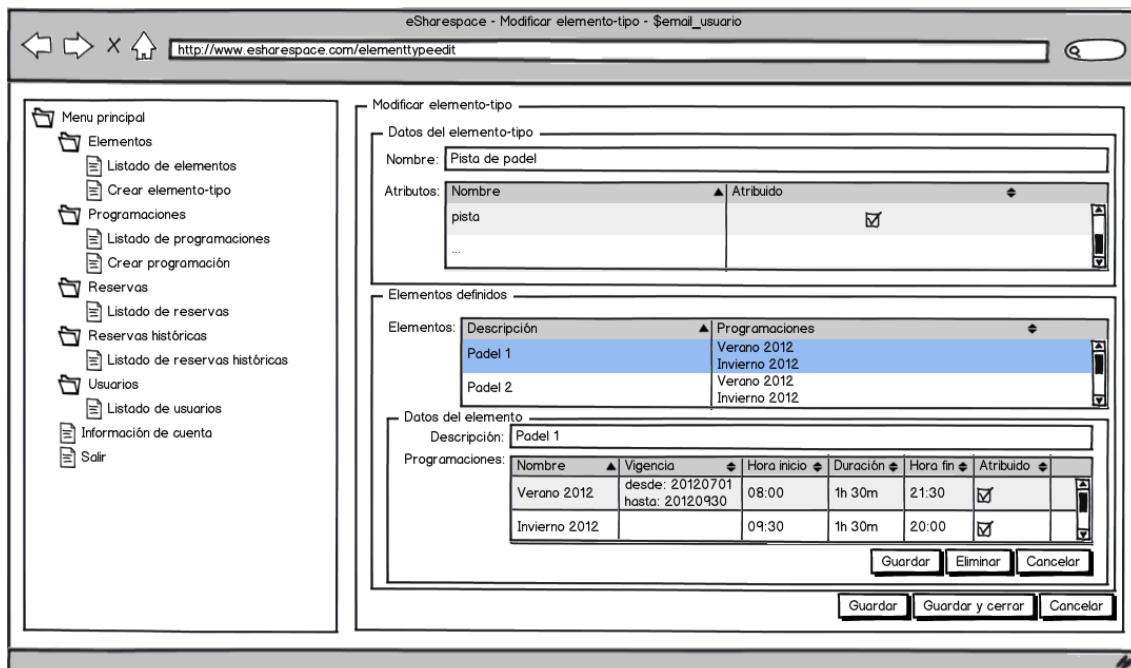 eSharespace - Modificar elemento-tipo - $email_usuario
http://www.esharespace.com/elementtypeedit
Menu principal
Elementos
Listado de elementos
Crear elemento-tipo
Programaciones
Listado de programaciones
Crear programación
Reservas
Listado de reservas
Reservas históricas
Listado de reservas históricas
Usuarios
Listado de usuarios
Información de cuenta
Salir
Modificar elemento-tipo
Datos del elemento-tipo
Nombre: Pista de padel
Atributos: Nombre Atribuido
pista
...
Elementos definidos
Elementos: Descripción Programaciones
Padel 1 Verano 2012
Invierno 2012
Padel 2 Verano 2012
Invierno 2012
Datos del elemento
Descripción: Padel 1
Programaciones: Nombre Vigencia Hora inicio Duración Hora fin Atribuido
Verano 2012 desde: 20120701 08:00 1h 30m 21:30
hasta: 20120930
Invierno 2012 09:30 1h 30m 20:00
Guardar Eliminar Cancelar
Guardar Guardar y cerrar Cancelar